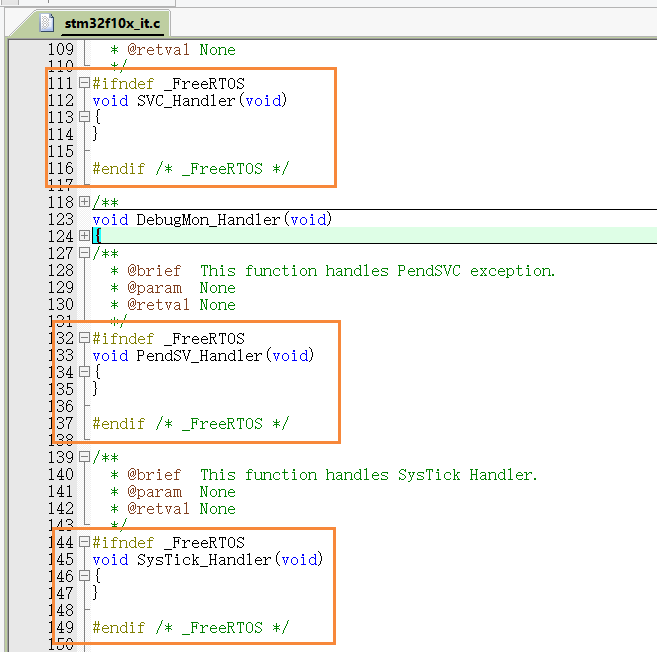 stm32f10x_it.c
109 * @retval None
110 */
111 #ifndef _FreeRTOS
112 void SVC_Handler(void)
113 {
114 }
115
116 #endif /* _FreeRTOS */
117
118 /**
123 void DebugMon_Handler(void)
124 {
127 /**
128 * @brief This function handles PendSVC exception.
129 * @param None
130 * @retval None
131 */
132 #ifndef _FreeRTOS
133 void PendSV_Handler(void)
134 {
135 }
136
137 #endif /* _FreeRTOS */
138
139 /**
140 * @brief This function handles SysTick Handler.
141 * @param None
142 * @retval None
143 */
144 #ifndef _FreeRTOS
145 void SysTick_Handler(void)
146 {
147 }
148
149 #endif /* _FreeRTOS */
150